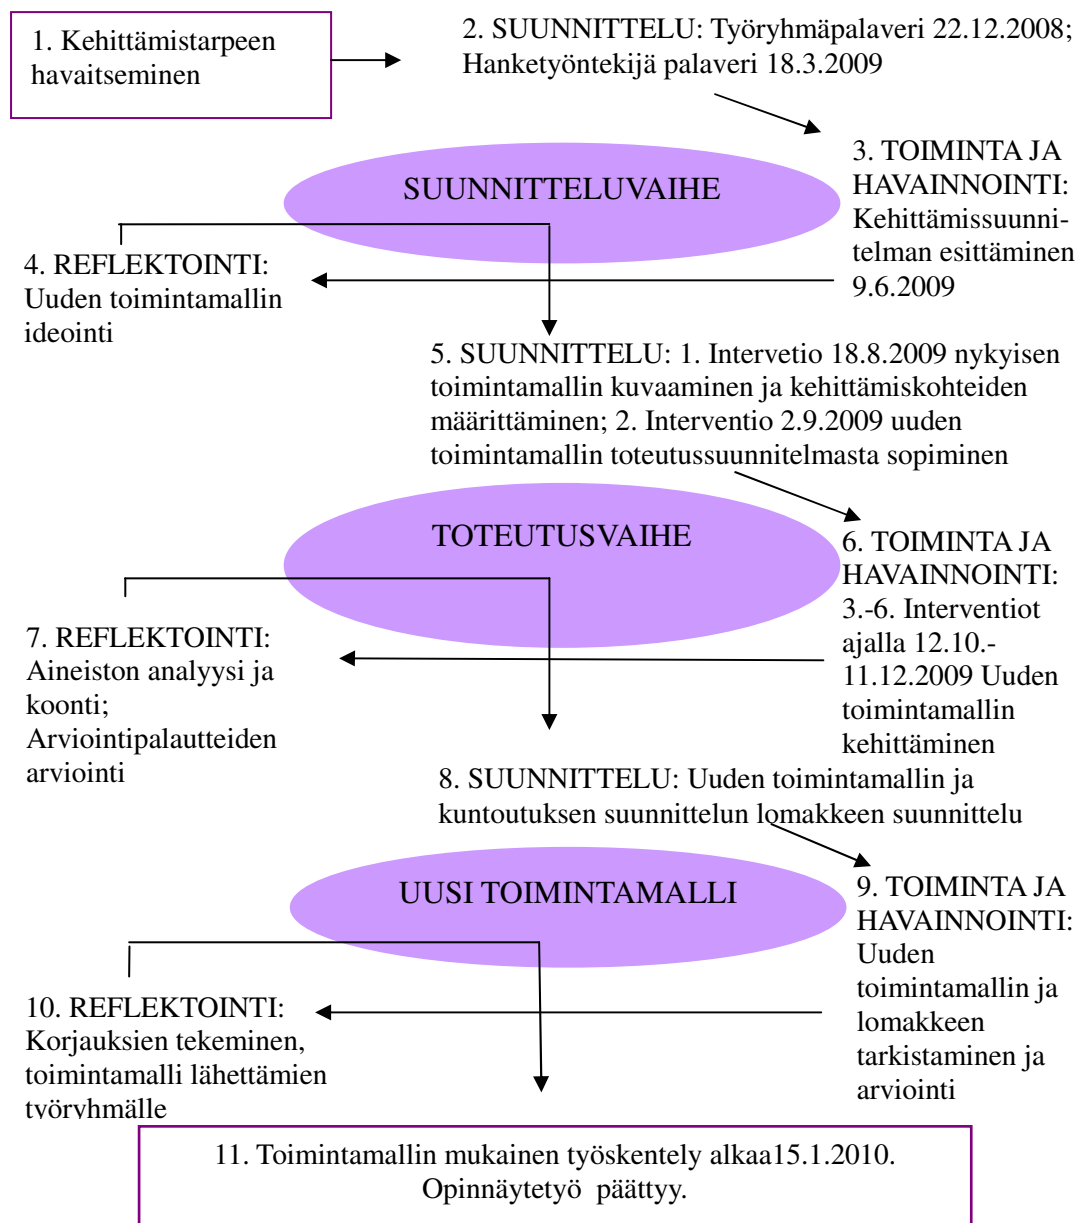 1. Kehittämistarpeen
havaitseminen
2. SUUNNITTELU: Työryhmäpalaveri 22.12.2008;
Hanketyöntekijä palaveri 18.3.2009
3. TOIMINTA JA
HAVAINNOINTI:
Kehittämissuunni-
telman esittäminen
9.6.2009
SUUNNITTELUVAIHE
4. REFLEKTOINTI:
Uuden toimintamallin
ideointi
5. SUUNNITTELU: 1. Intervetio 18.8.2009 nykyisen
toimintamallin kuvaaminen ja kehittämiskohteiden
määrittäminen; 2. Interventio 2.9.2009 uuden
toimintamallin toteutussuunnitelmasta sopiminen
TOTEUTUSVAIHE
6. TOIMINTA JA
HAVAINNOINTI:
3.-6. Interventiot
ajalla 12.10.-
11.12.2009 Uuden
toimintamallin
kehittäminen
7. REFLEKTOINTI:
Aineiston analyysi ja
koonti;
Arviointipalautteiden
arviointi
8. SUUNNITTELU: Uuden toimintamallin ja
kuntoutuksen suunnittelun lomakkeen suunnittelu
UUSI TOIMINTAMALLI
9. TOIMINTA JA
HAVAINNOINTI:
Uuden
toimintamallin ja
lomakkeen
tarkistaminen ja
arviointi
10. REFLEKTOINTI:
Korjauksien tekeminen,
toimintamalli lähettämien
työryhmälle
11. Toimintamallin mukainen työskentely alkaa15.1.2010.
Opinnäytetyö päättyy.